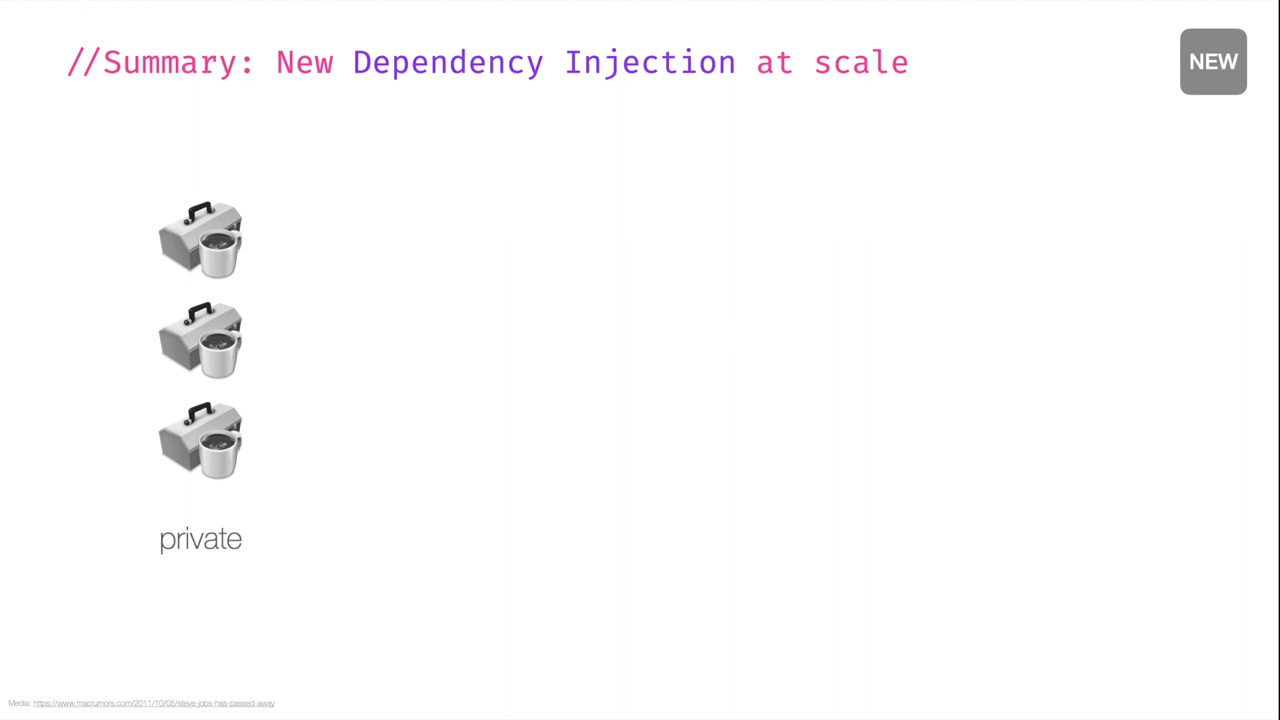 //Summary: New Dependency Injection at scale
NEW
private
Media: https://www.macrumors.com/2011/10/05/steve-jobs-has-passed-away